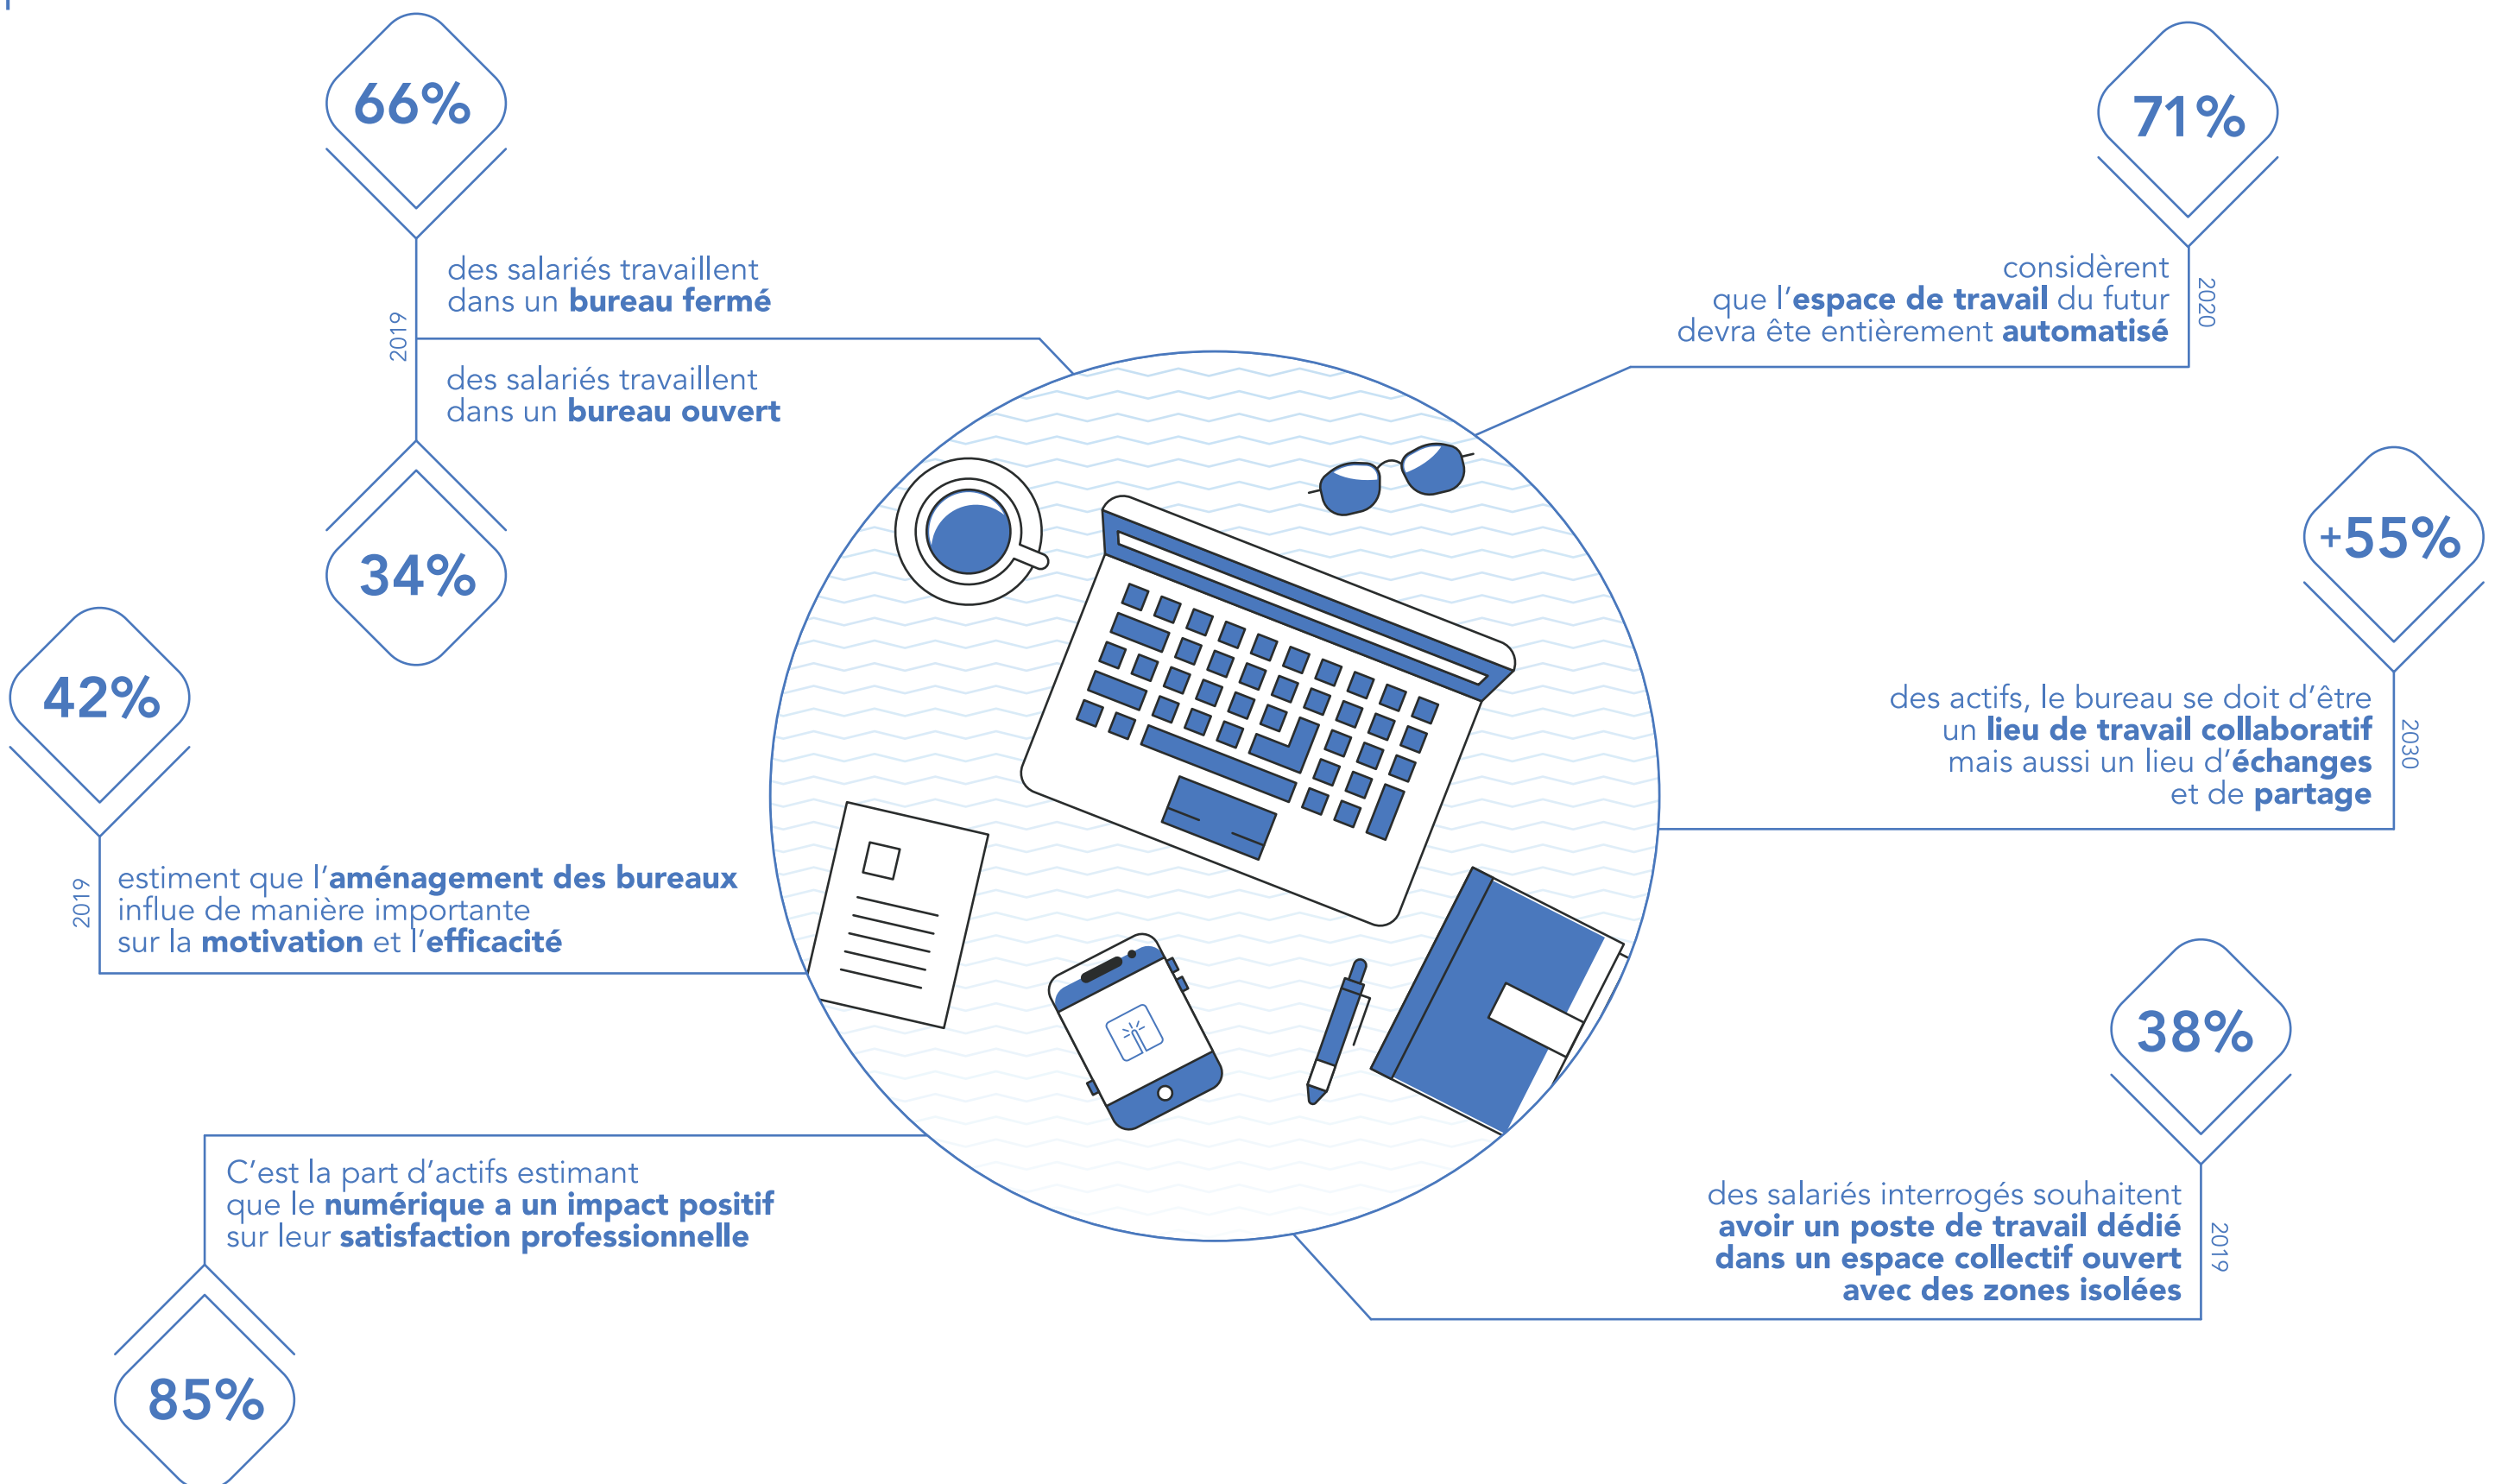 66%
2019
des salariés travaillent
dans un bureau fermé
des salariés travaillent
dans un bureau ouvert
34%
42%
2019
estiment que l'aménagement des bureaux
influe de manière importante
sur la motivation et l'efficacité
C'est la part d'actifs estimant
que le numérique a un impact positif
sur leur satisfaction professionnelle
85%
71%
2020
considèrent
que l'espace de travail du futur
devra ête entièrement automatisé
+55%
2030
des actifs, le bureau se doit d'être
un lieu de travail collaboratif
mais aussi un lieu d'échanges
et de partage
38%
2019
des salariés interrogés souhaitent
avoir un poste de travail dédié
dans un espace collectif ouvert
avec des zones isolées